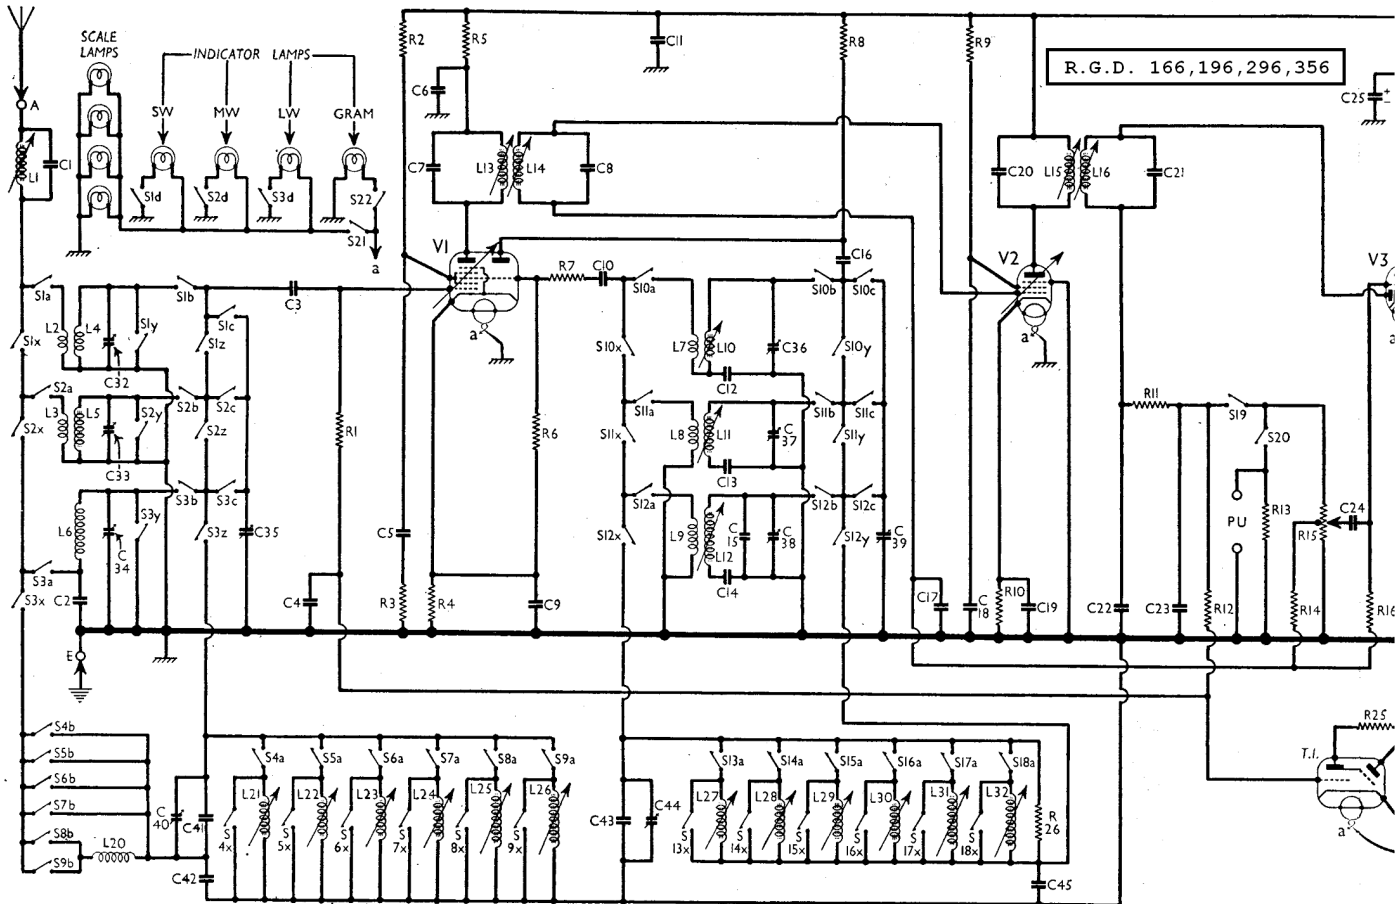 SCALE LAMPS
INDICATOR LAMPS
SW
MW
LW
GRAM
R.G.D. 166,196,296,356
R2
R5
C11
R8
R9
C25
+
−
A
C6
L1
C1
S1d
S2d
S3d
S22
S21
a
C7
L13
L14
C8
C20
L15
L16
C21
V1
R7
C10
C16
V2
V3
a
a
a
S1a
S1b
C3
S10a
S10b
S10c
L2
L4
S1y
S1c
S1z
S1x
C32
S10x
L7
L10
C36
S10y
C12
S2a
S2b
S2c
L3
L5
S2y
S2x
S2z
C33
R1
R6
S11a
S11b
S11c
S11x
L8
L11
C37
S11y
C13
R11
S19
S20
S3b
S3c
L6
C34
S3y
S3z
C35
S3a
S3x
C2
C5
C4
R3
R4
C9
S12a
S12b
S12c
S12x
L9
L12
C15
C38
S12y
C39
C14
C17
C18
R10
C19
C22
C23
R12
PU
R13
R15
C24
R14
R16
E
R25
T.I.
a
S4b
S5b
S6b
S7b
S8b
S9b
L20
C40
C41
C42
S4a
S5a
S6a
S7a
S8a
S9a
L21
L22
L23
L24
L25
L26
S4x
S5x
S6x
S7x
S8x
S9x
C43
C44
S13a
S14a
S15a
S16a
S17a
S18a
L27
L28
L29
L30
L31
L32
S13x
S14x
S15x
S16x
S17x
S18x
R26
C45